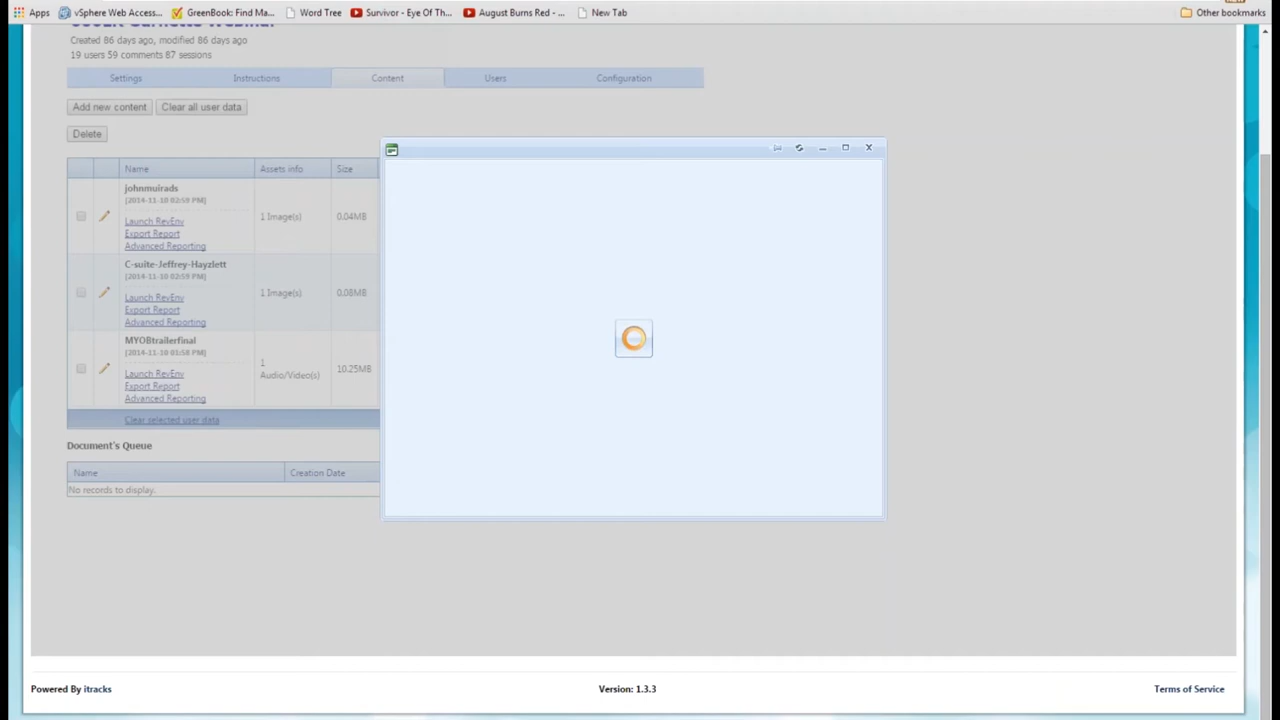 Apps vSphere Web Access... GreenBook: Find Ma... Word Tree Survivor - Eye Of Th... August Burns Red - ... New Tab Other bookmarks
Created 86 days ago, modified 86 days ago
19 users 59 comments 87 sessions
Settings Instructions Content Users Configuration
Add new content Clear all user data
Delete
Name Assets info Size
johnmuirads
[2014-11-10 02:59 PM]
Launch RevEnv
Export Report
Advanced Reporting
1 Image(s) 0.04MB
C-suite-Jeffrey-Hayzlett
[2014-11-10 02:59 PM]
Launch RevEnv
Export Report
Advanced Reporting
1 Image(s) 0.08MB
MYOBtrailerfinal
[2014-11-10 01:58 PM]
Launch RevEnv
Export Report
Advanced Reporting
1
Audio/Video(s)
10.25MB
Clear selected user data
Document's Queue
Name Creation Date
No records to display.
Powered By itracks Version: 1.3.3 Terms of Service